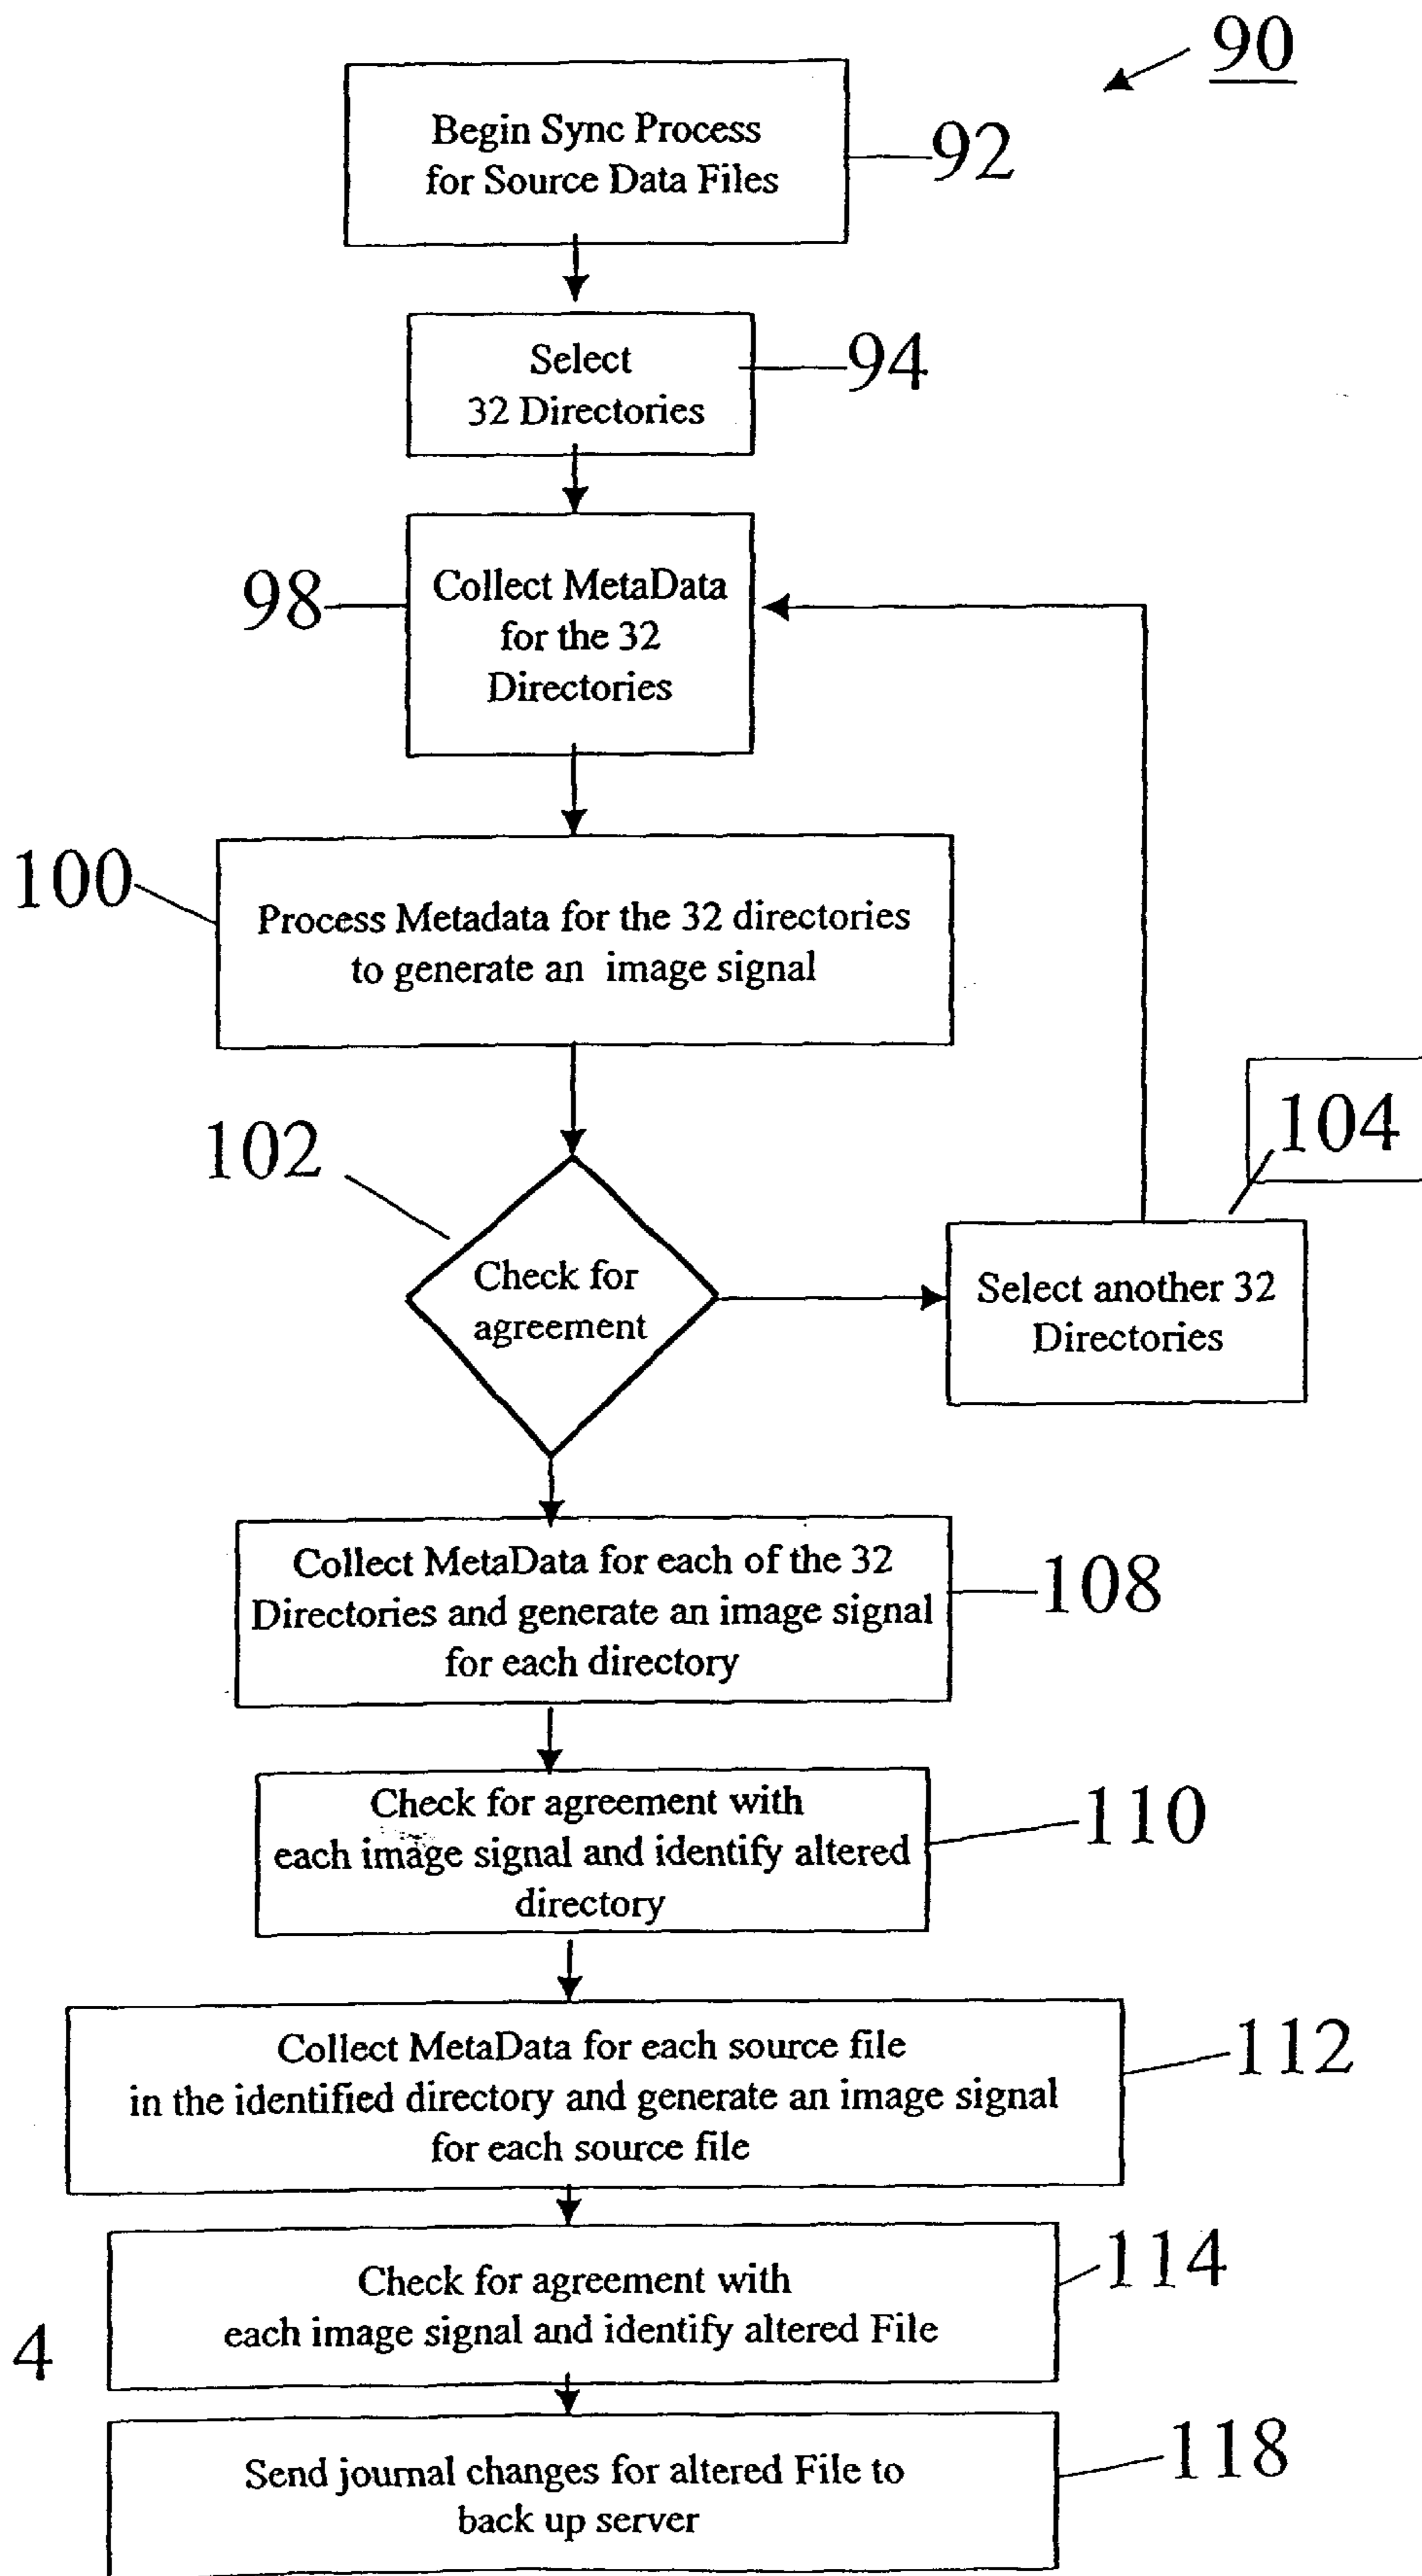 90
Begin Sync Process
for Source Data Files
92
Select
32 Directories
94
98
Collect MetaData
for the 32
Directories
100
Process Metadata for the 32 directories
to generate an image signal
102
Check for
agreement
104
Select another 32
Directories
Collect MetaData for each of the 32
Directories and generate an image signal
for each directory
108
Check for agreement with
each image signal and identify altered
directory
110
Collect MetaData for each source file
in the identified directory and generate an image signal
for each source file
112
Check for agreement with
each image signal and identify altered File
114
4
Send journal changes for altered File to
back up server
118